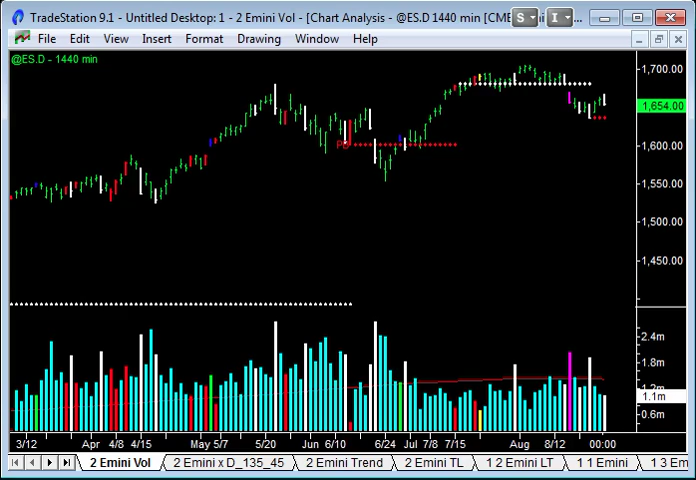 TradeStation 9.1 - Untitled Desktop: 1 - 2 Emini Vol - [Chart Analysis - @ES.D 1440 min [CME
S I
File Edit View Insert Format Drawing Window Help
@ES.D - 1440 min
1,700.00
1,654.00
1,600.00
1,550.00
1,500.00
1,450.00
2.4m
1.8m
1.2m
1.1m
0.6m
3/12 Apr 4/8 4/15 May 5/7 5/20 Jun 6/10 6/24 Jul 7/8 7/15 Aug 8/12 00:00
2 Emini Vol 2 Emini x D_135_45 2 Emini Trend 2 Emini TL 1 2 Emini LT 1 1 Emini 1 3 Em